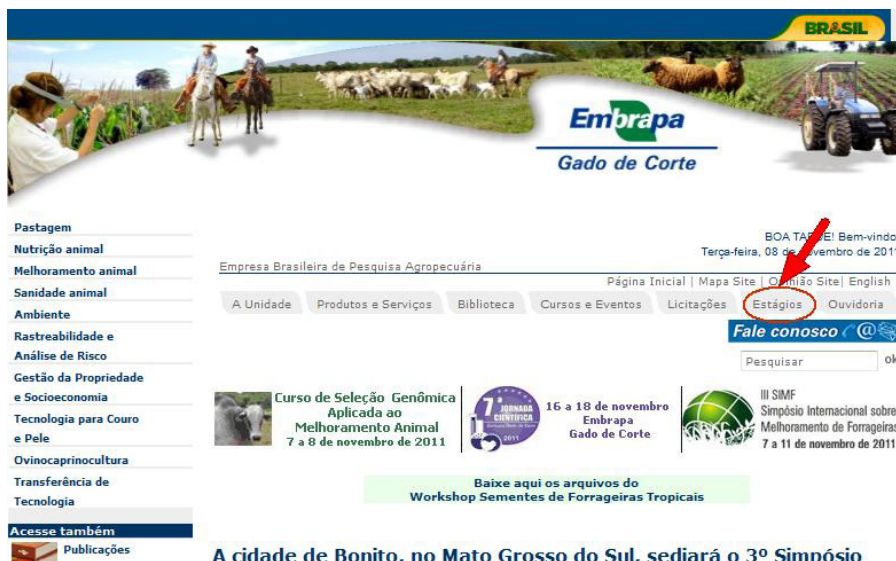 BRASIL
Embrapa
Gado de Corte
Pastagem
Nutrição animal
Melhoramento animal
Sanidade animal
Ambiente
Rastreabilidade e
Análise de Risco
Gestão da Propriedade
e Socioeconomia
Tecnologia para Couro
e Pele
Ovinocaprinocultura
Transferência de
Tecnologia
Acesse também
Publicações
BOA TARDE! Bem-vindo
Terça-feira, 08 de novembro de 2011
Empresa Brasileira de Pesquisa Agropecuária
Página Inicial | Mapa Site | Opinião Site| English
A Unidade Produtos e Serviços Biblioteca Cursos e Eventos Licitações Estágios Ouvidoria
Fale conosco @
Pesquisar ok
Curso de Seleção Genômica
Aplicada ao
Melhoramento Animal
7 a 8 de novembro de 2011
7ª JORNADA
CIENTÍFICA
2011
16 a 18 de novembro
Embrapa
Gado de Corte
III SIMF
Simpósio Internacional sobre
Melhoramento de Forrageiras
7 a 11 de novembro de 2011
Baixe aqui os arquivos do
Workshop Sementes de Forrageiras Tropicais
A cidade de Bonito, no Mato Grosso do Sul, sediará o 3º Simpósio